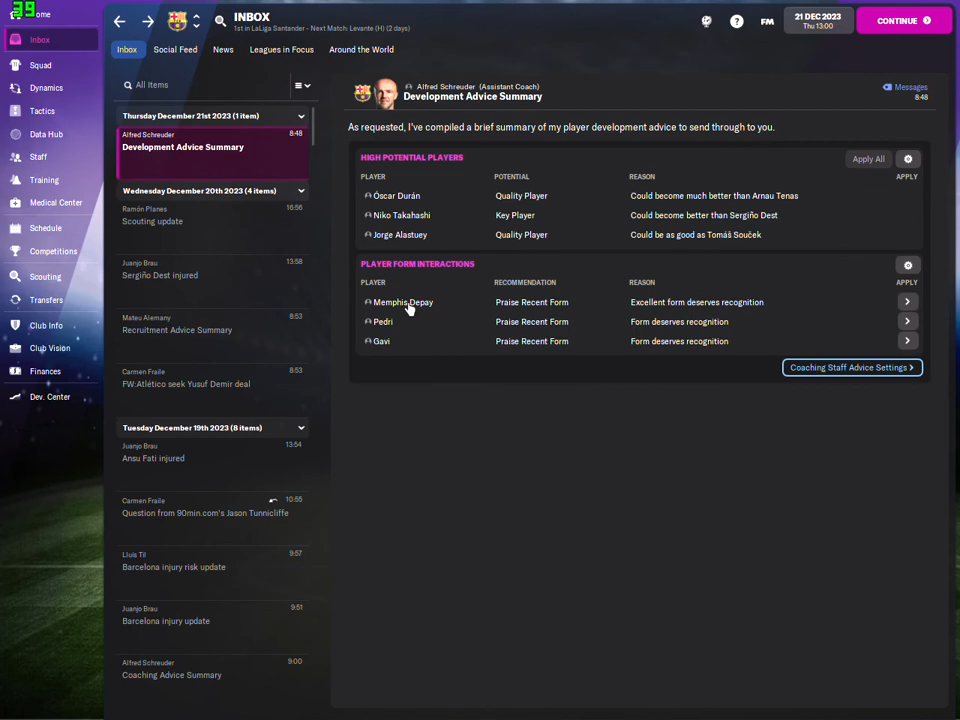 39
ome
INBOX
1st in LaLiga Santander - Next Match: Levante (H) (2 days)
FM
21 DEC 2023
Thu 13:00
CONTINUE
Inbox
Squad
Dynamics
Tactics
Data Hub
Staff
Training
Medical Center
Schedule
Competitions
Scouting
Transfers
Club Info
Club Vision
Finances
Dev. Center
Inbox
Social Feed
News
Leagues in Focus
Around the World
All Items
Thursday December 21st 2023 (1 item)
Alfred Schreuder
8:48
Development Advice Summary
Wednesday December 20th 2023 (4 items)
Ramón Planes
16:56
Scouting update
Juanjo Brau
13:58
Sergiño Dest injured
Mateu Alemany
8:53
Recruitment Advice Summary
Carmen Fraile
8:53
FW:Atlético seek Yusuf Demir deal
Tuesday December 19th 2023 (8 items)
Juanjo Brau
13:54
Ansu Fati injured
Carmen Fraile
10:55
Question from 90min.com's Jason Tunnicliffe
Lluís Til
9:57
Barcelona injury risk update
Juanjo Brau
9:51
Barcelona injury update
Alfred Schreuder
9:00
Coaching Advice Summary
Alfred Schreuder (Assistant Coach)
Development Advice Summary
Messages
8:48
As requested, I've compiled a brief summary of my player development advice to send through to you.
HIGH POTENTIAL PLAYERS
Apply All
PLAYER POTENTIAL REASON APPLY
Óscar Durán Quality Player Could become much better than Arnau Tenas
Niko Takahashi Key Player Could become better than Sergiño Dest
Jorge Alastuey Quality Player Could be as good as Tomáš Souček
PLAYER FORM INTERACTIONS
PLAYER RECOMMENDATION REASON APPLY
Memphis Depay Praise Recent Form Excellent form deserves recognition
Pedri Praise Recent Form Form deserves recognition
Gavi Praise Recent Form Form deserves recognition
Coaching Staff Advice Settings